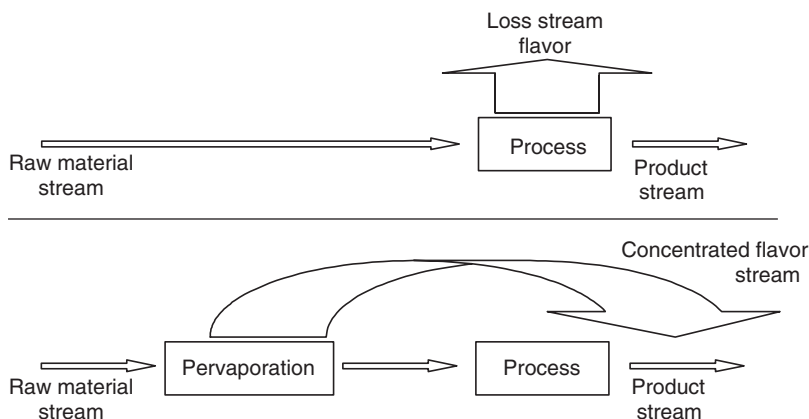 Loss stream
flavor
Process
Raw material
stream
Product
stream
Concentrated flavor
stream
Pervaporation
Process
Raw material
stream
Product
stream